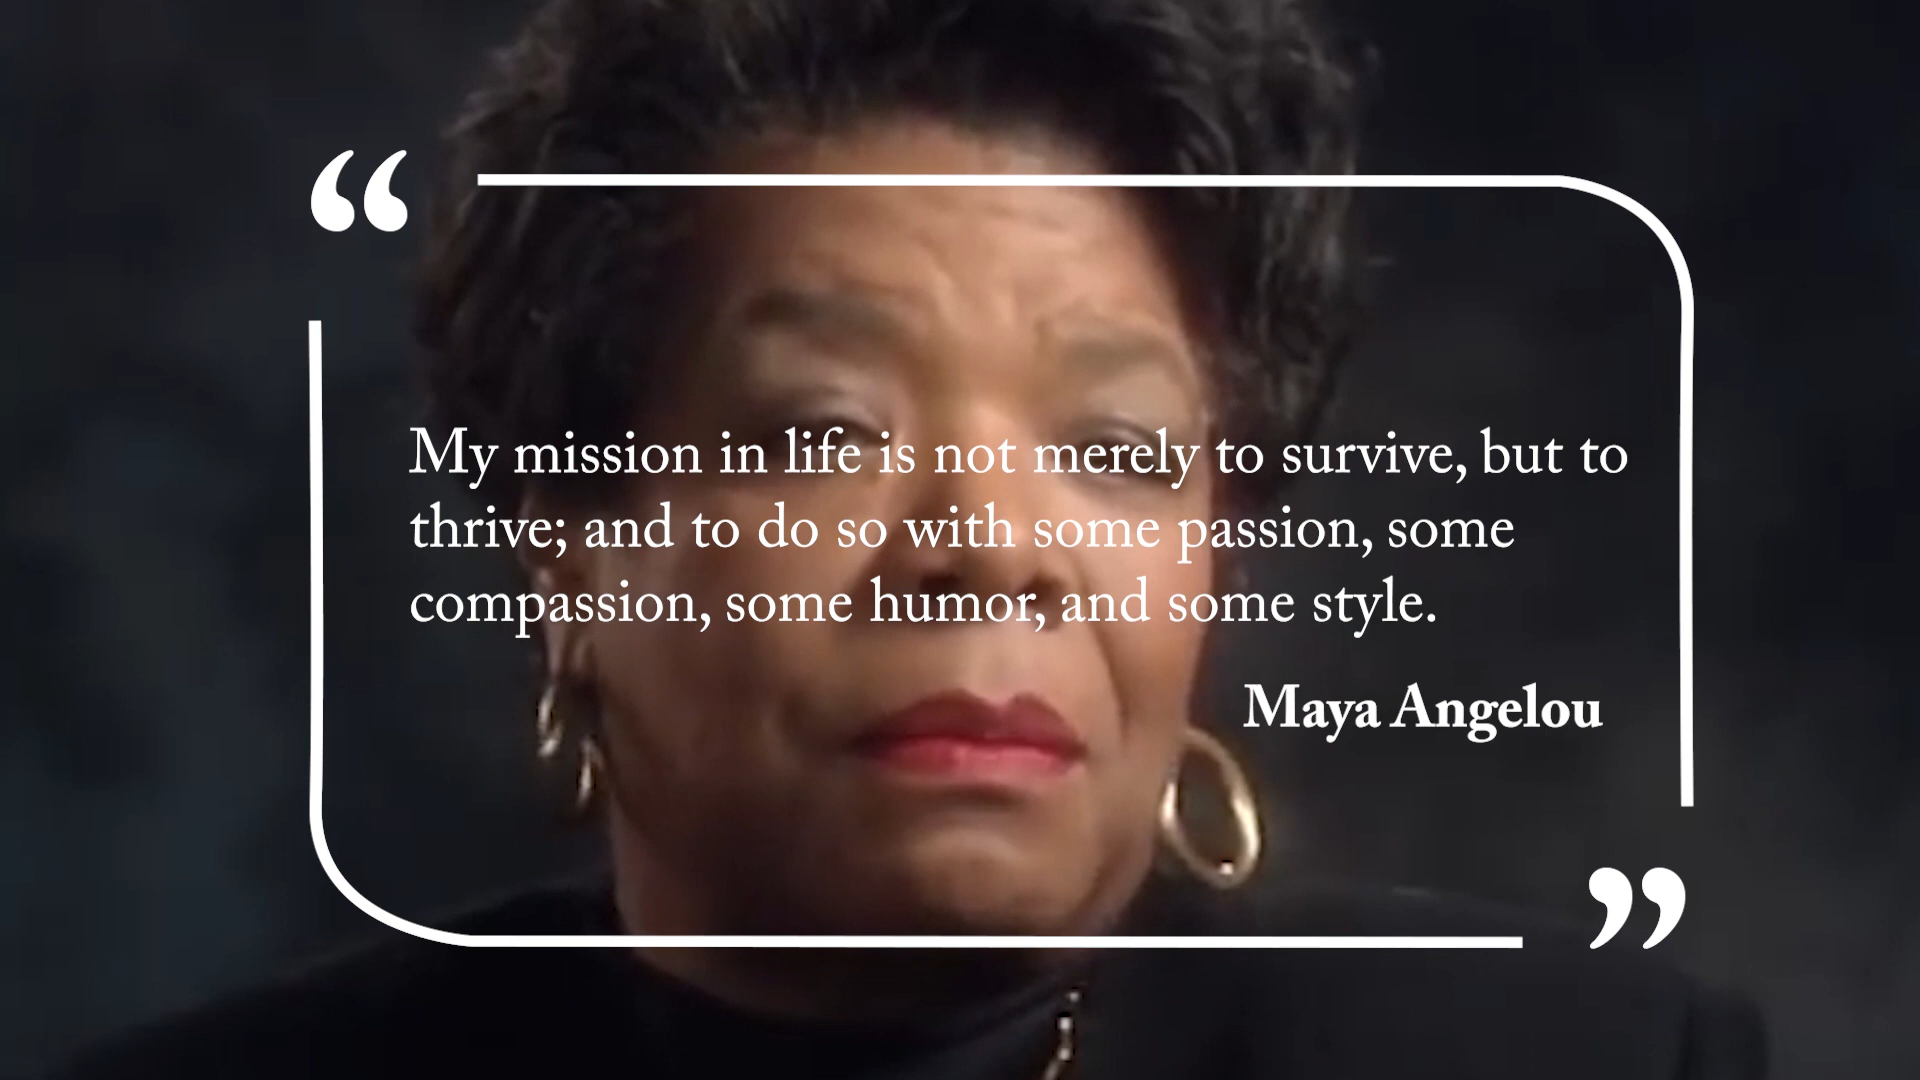 “
My mission in life is not merely to survive, but to
thrive; and to do so with some passion, some
compassion, some humor, and some style.
Maya Angelou
”